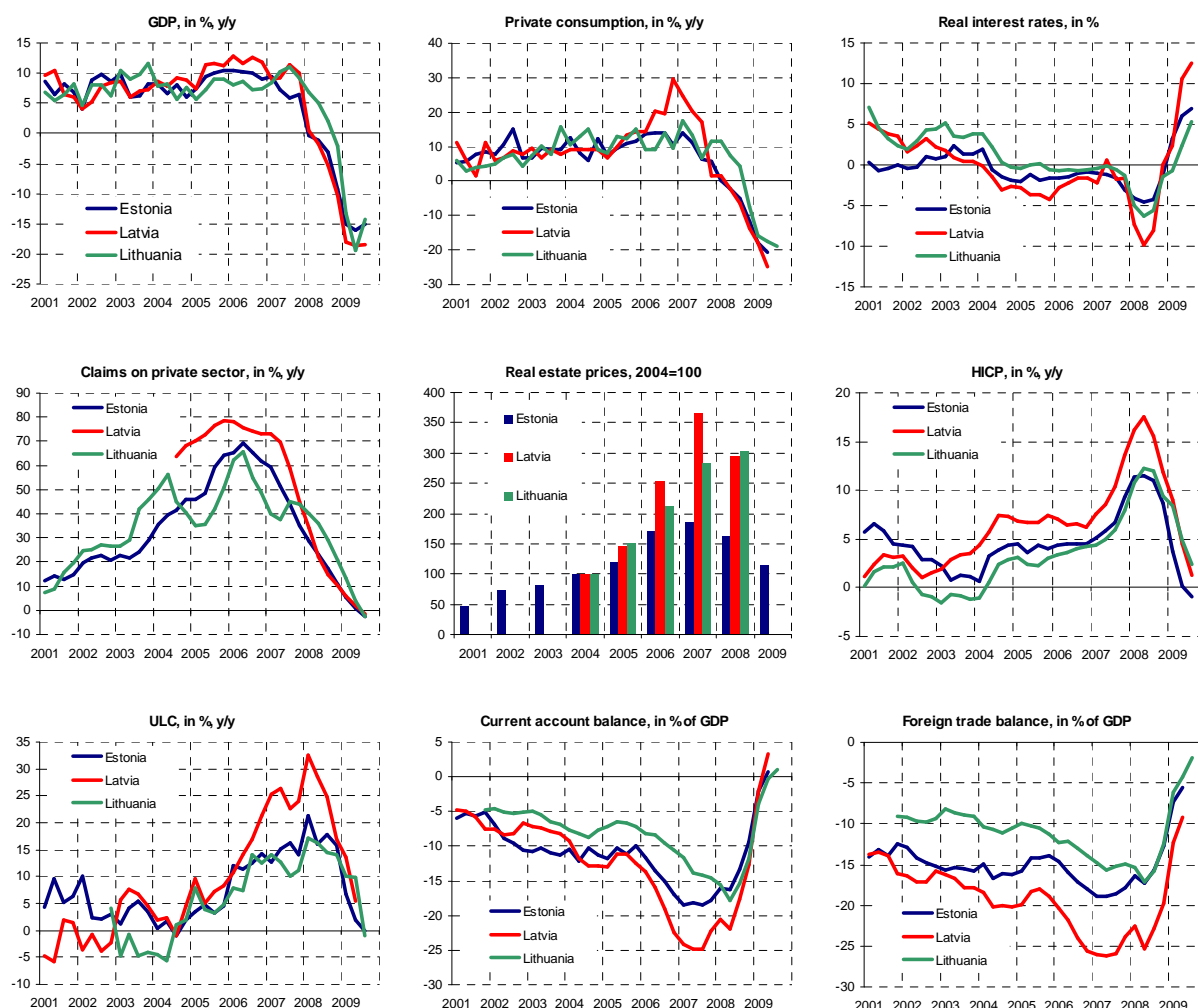 GDP, in %, y/y
15
10
5
0
-5
-10
-15
-20
-25
Estonia
Latvia
Lithuania
2001 2002 2003 2004 2005 2006 2007 2008 2009
Private consumption, in %, y/y
40
30
20
10
0
-10
-20
-30
Estonia
Latvia
Lithuania
2001 2002 2003 2004 2005 2006 2007 2008 2009
Real interest rates, in %
15
10
5
0
-5
-10
-15
Estonia
Latvia
Lithuania
2001 2002 2003 2004 2005 2006 2007 2008 2009
Claims on private sector, in %, y/y
90
80
70
60
50
40
30
20
10
0
-10
Estonia
Latvia
Lithuania
2001 2002 2003 2004 2005 2006 2007 2008 2009
Real estate prices, 2004=100
400
350
300
250
200
150
100
50
0
Estonia
Latvia
Lithuania
2001 2002 2003 2004 2005 2006 2007 2008 2009
HICP, in %, y/y
20
15
10
5
0
-5
Estonia
Latvia
Lithuania
2001 2002 2003 2004 2005 2006 2007 2008 2009
ULC, in %, y/y
35
30
25
20
15
10
5
0
-5
-10
Estonia
Latvia
Lithuania
2001 2002 2003 2004 2005 2006 2007 2008 2009
Current account balance, in % of GDP
5
0
-5
-10
-15
-20
-25
-30
Estonia
Latvia
Lithuania
2001 2002 2003 2004 2005 2006 2007 2008 2009
Foreign trade balance, in % of GDP
0
-5
-10
-15
-20
-25
-30
Estonia
Latvia
Lithuania
2001 2002 2003 2004 2005 2006 2007 2008 2009